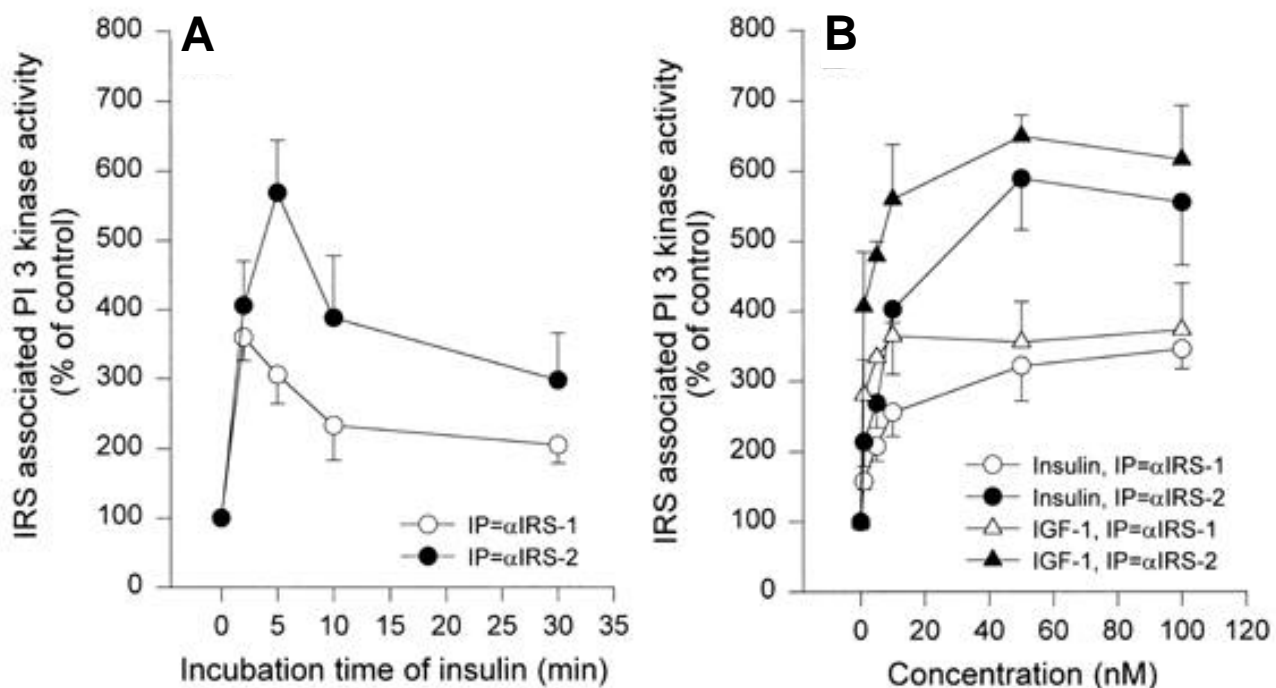 A
IRS associated PI 3 kinase activity
(% of control)
800
700
600
500
400
300
200
100
0
IP=αIRS-1
IP=αIRS-2
0 5 10 15 20 25 30 35
Incubation time of insulin (min)
B
IRS associated PI 3 kinase activity
(% of control)
800
700
600
500
400
300
200
100
0
Insulin, IP=αIRS-1
Insulin, IP=αIRS-2
IGF-1, IP=αIRS-1
IGF-1, IP=αIRS-2
0 20 40 60 80 100 120
Concentration (nM)